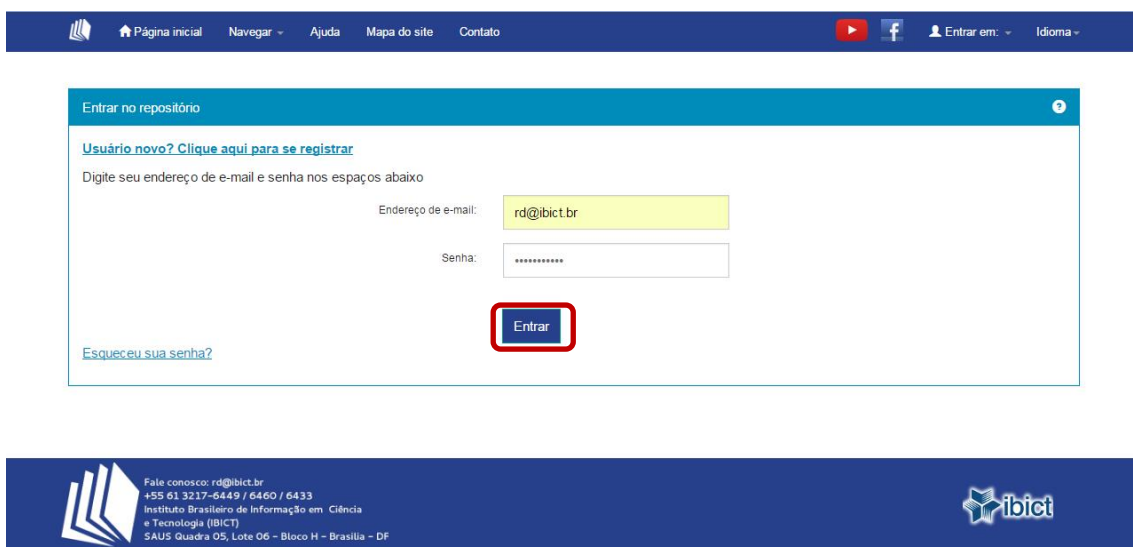 Página inicial Navegar Ajuda Mapa do site Contato Entrar em: Idioma
Entrar no repositório
Usuário novo? Clique aqui para se registrar
Digite seu endereço de e-mail e senha nos espaços abaixo
Endereço de e-mail: rd@ibict.br
Senha: •••••••••••
Entrar
Esqueceu sua senha?
Fale conosco: rd@ibict.br
+55 61 3217-6449 / 6460 / 6433
Instituto Brasileiro de Informação em Ciência
e Tecnologia (IBICT)
SAUS Quadra 05, Lote 06 – Bloco H – Brasilia – DF
ibict